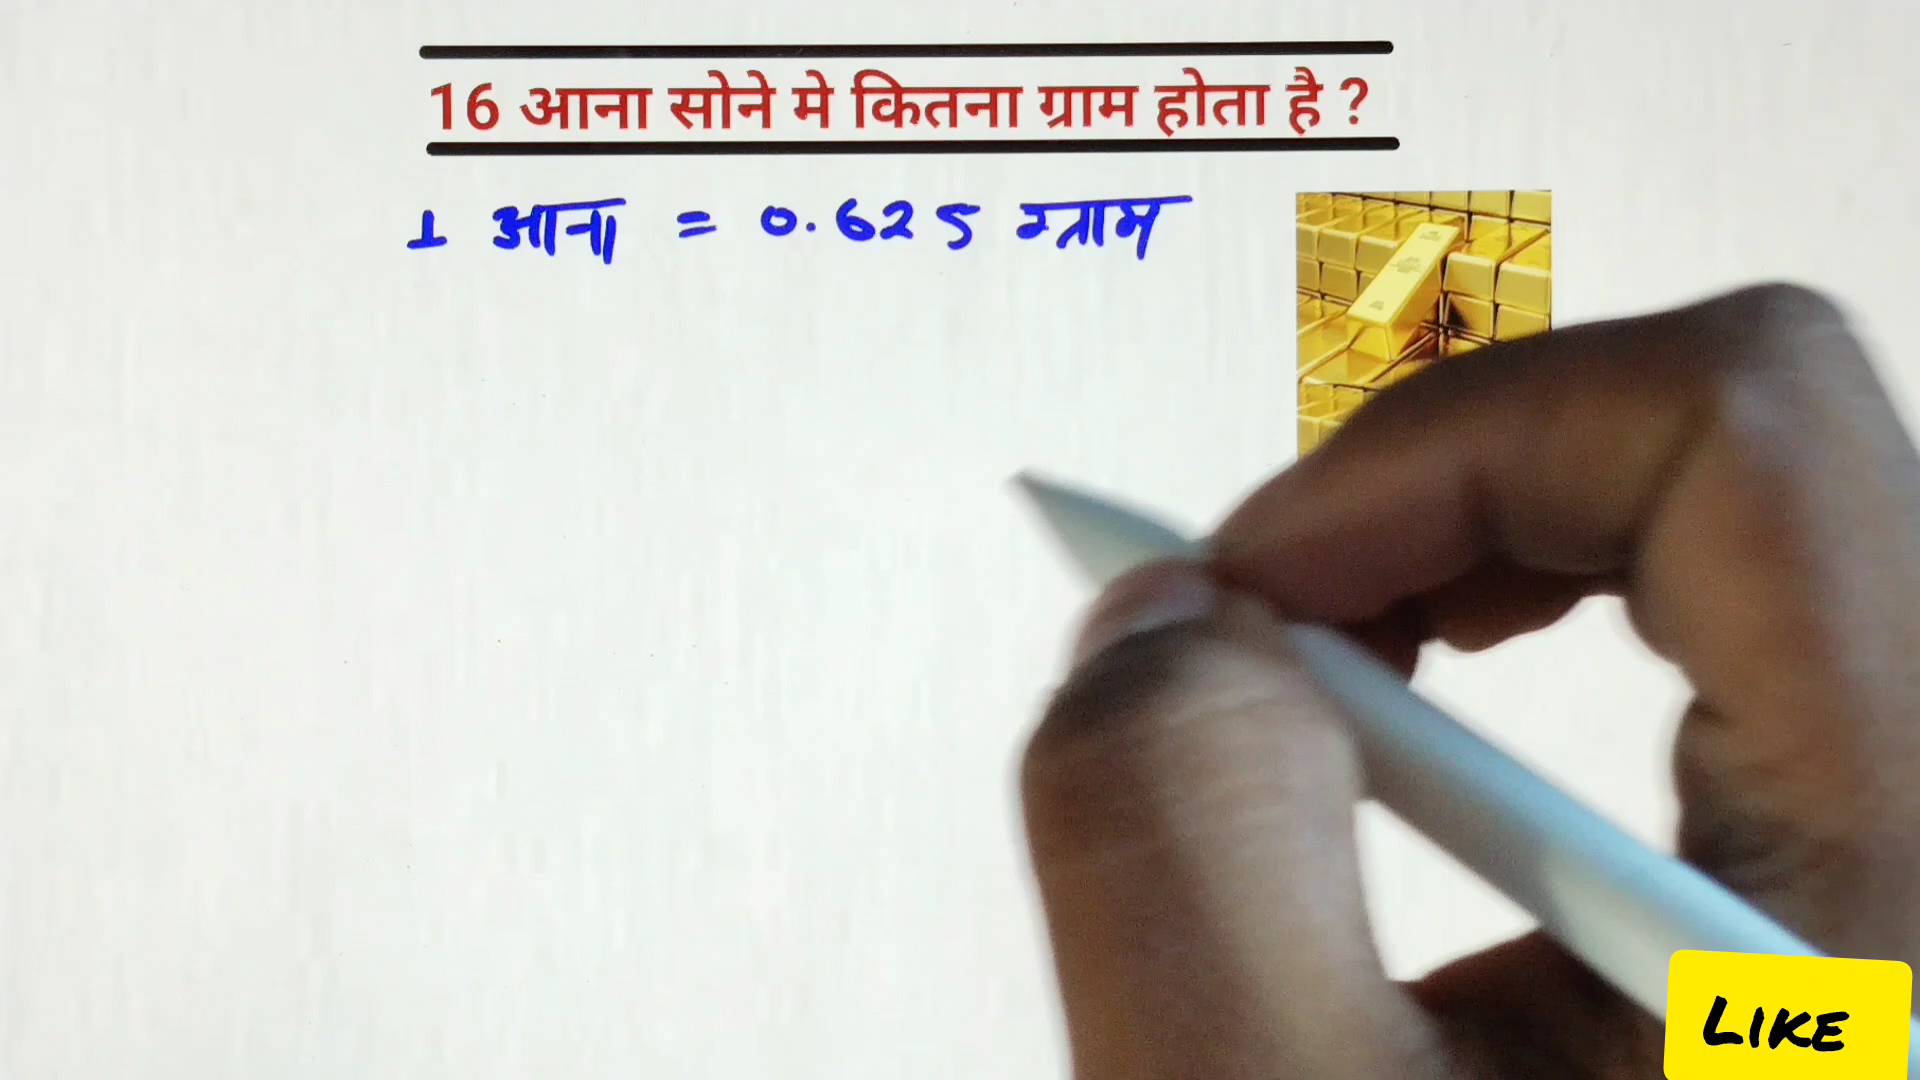 16 आना सोने मे कितना ग्राम होता है ?
1 आना = 0.625 ग्राम
LIKE